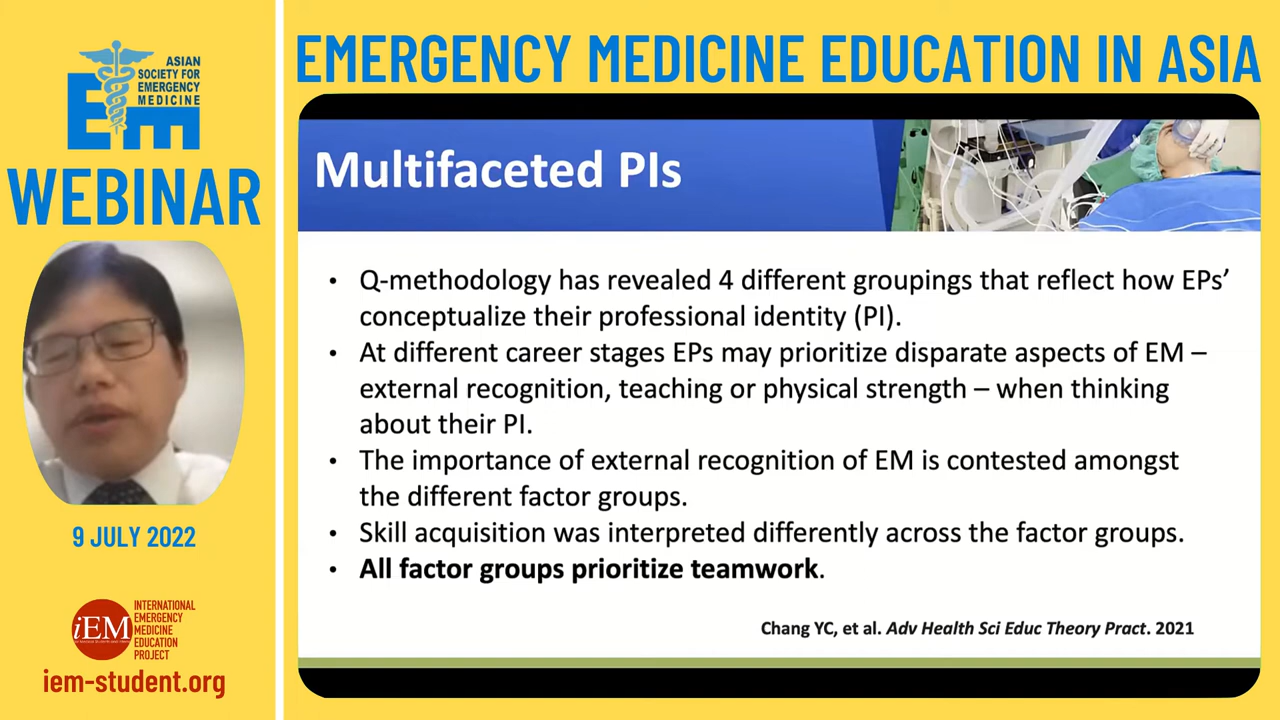 ASIAN
SOCIETY FOR
EMERGENCY
MEDICINE
EM
WEBINAR
9 JULY 2022
iEM
INTERNATIONAL
EMERGENCY
MEDICINE
EDUCATION
PROJECT
iem-student.org
EMERGENCY MEDICINE EDUCATION IN ASIA
Multifaceted PIs
• Q-methodology has revealed 4 different groupings that reflect how EPs’
conceptualize their professional identity (PI).
• At different career stages EPs may prioritize disparate aspects of EM –
external recognition, teaching or physical strength – when thinking
about their PI.
• The importance of external recognition of EM is contested amongst
the different factor groups.
• Skill acquisition was interpreted differently across the factor groups.
• All factor groups prioritize teamwork.
Chang YC, et al. Adv Health Sci Educ Theory Pract. 2021